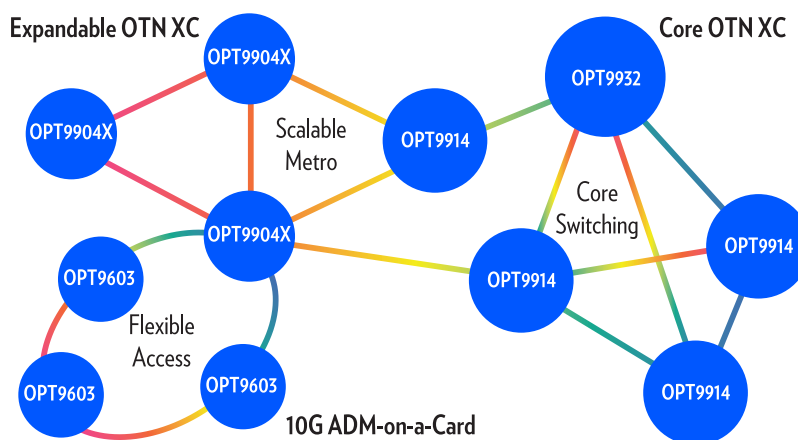 Expandable OTN XC
Core OTN XC
OPT9904X
OPT9932
OPT9904X
Scalable
Metro
OPT9914
Core
Switching
OPT9904X
OPT9914
OPT9914
OPT9603
Flexible
Access
OPT9603
OPT9603
OPT9914
10G ADM-on-a-Card